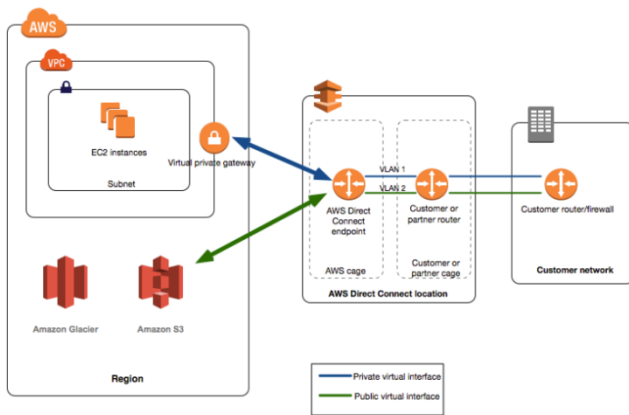 AWS
VPC
EC2 instances
Subnet
Virtual private gateway
Amazon Glacier
Amazon S3
Region
VLAN 1
VLAN 2
AWS Direct
Connect
endpoint
AWS cage
Customer or
partner router
Customer or
partner cage
AWS Direct Connect location
Customer router/firewall
Customer network
Private virtual interface
Public virtual interface